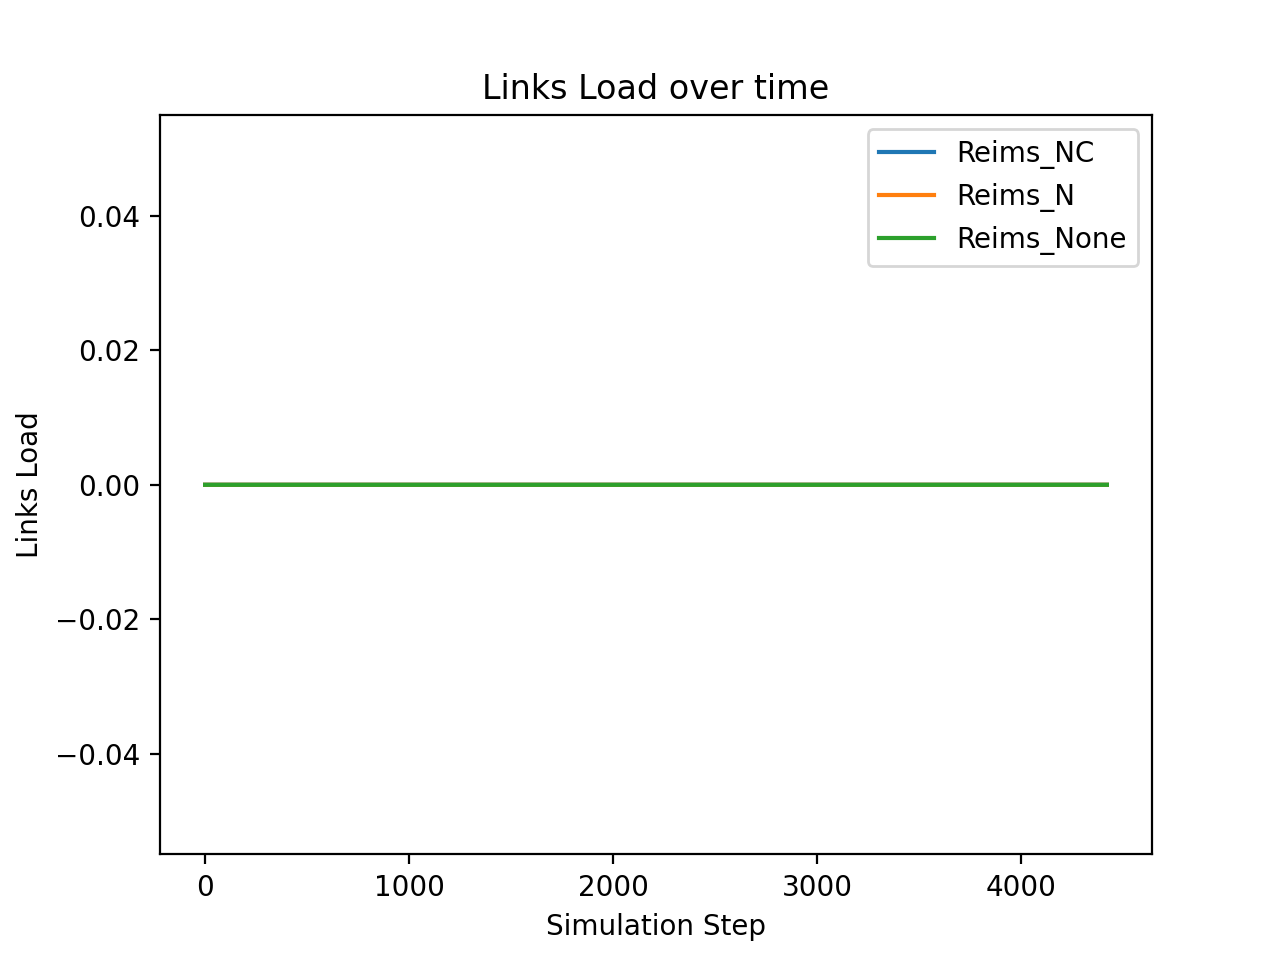 Links Load over time
Reims_NC
Reims_N
Reims_None
Links Load
0.04
0.02
0.00
−0.02
−0.04
0 1000 2000 3000 4000
Simulation Step